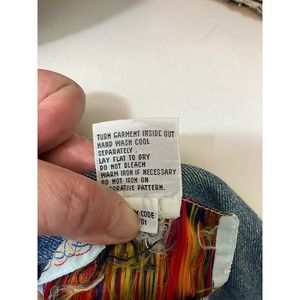 TURN GARMENT INSIDE OUT
HAND WASH COOL
SEPARATELY.
LAY FLAT TO DRY
DO NOT BLEACH
WARM IRON IF NECESSARY
DO NOT IRON ON
PATTERN.
CODE